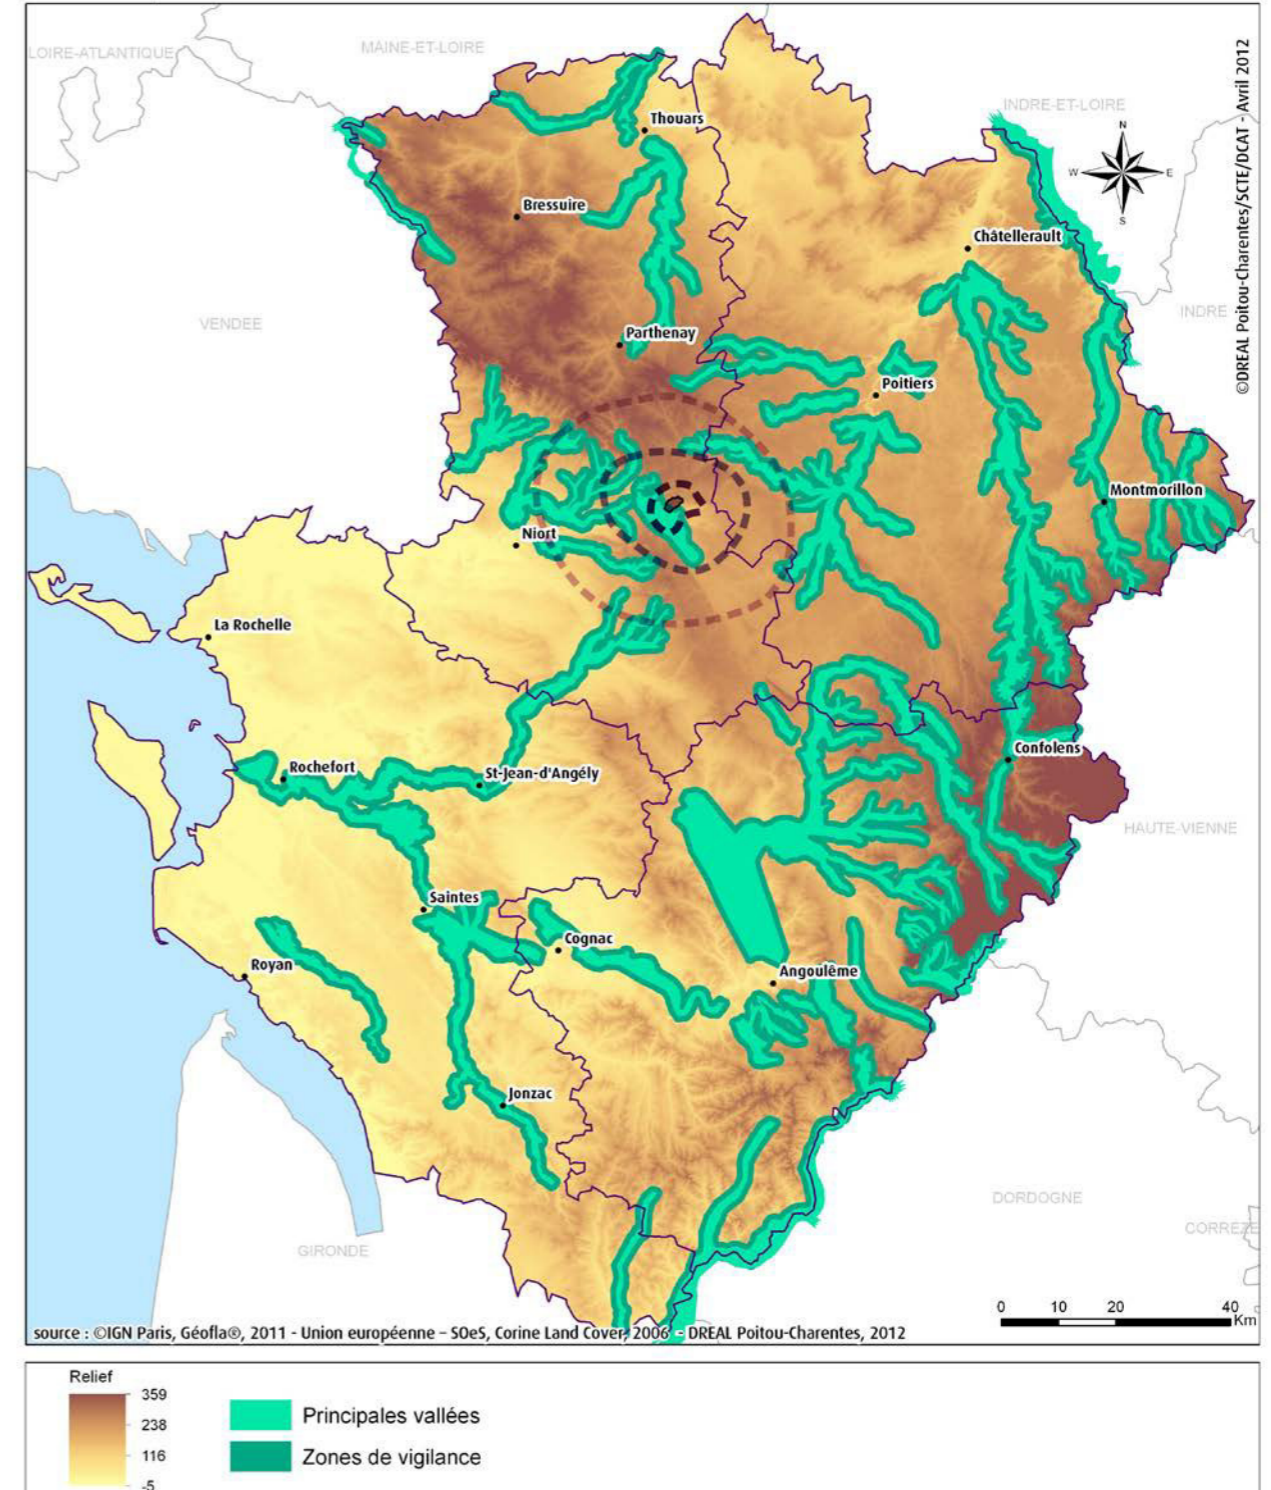 LOIRE-ATLANTIQUE
MAINE-ET-LOIRE
INDRE-ET-LOIRE
©DREAL Poitou-Charentes/SCTE/DCAT - Avril 2012
N
W
E
S
Thouars
Bressuire
Châtellerault
VENDEE
INDRE
Parthenay
Poitiers
Montmorillon
Niort
La Rochelle
Confolens
Rochefort
St-Jean-d'Angély
HAUTE-VIENNE
Saintes
Cognac
Royan
Angoulême
Jonzac
DORDOGNE
CORREZE
GIRONDE
0 10 20 40
Km
source : ©IGN Paris, Géofla®, 2011 - Union européenne – SOeS, Corine Land Cover, 2006 - DREAL Poitou-Charentes, 2012
Relief
359
238
116
-5
Principales vallées
Zones de vigilance